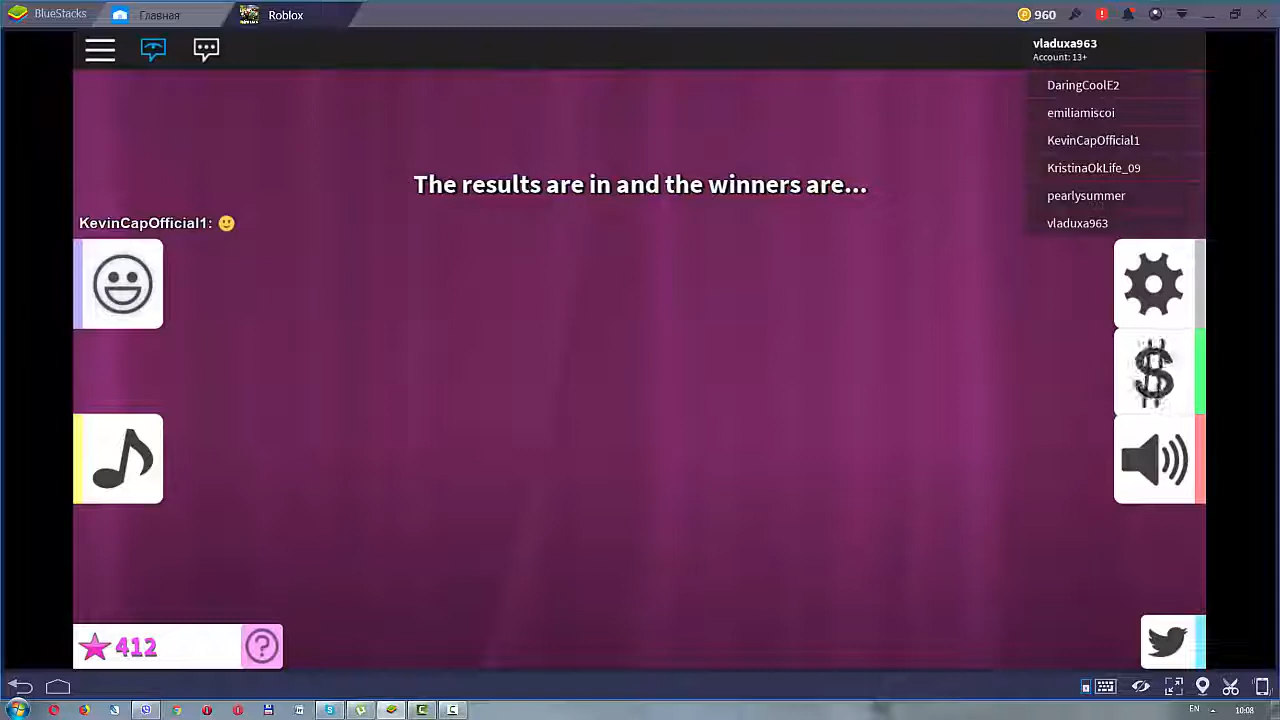 BlueStacks
Главная
Roblox
960
vladuxa963
Account: 13+
DaringCoolE2
emiliamiscoi
KevinCapOfficial1
KristinaOkLife_09
pearlysummer
vladuxa963
The results are in and the winners are...
KevinCapOfficial1: 🙂
412
EN
10:08